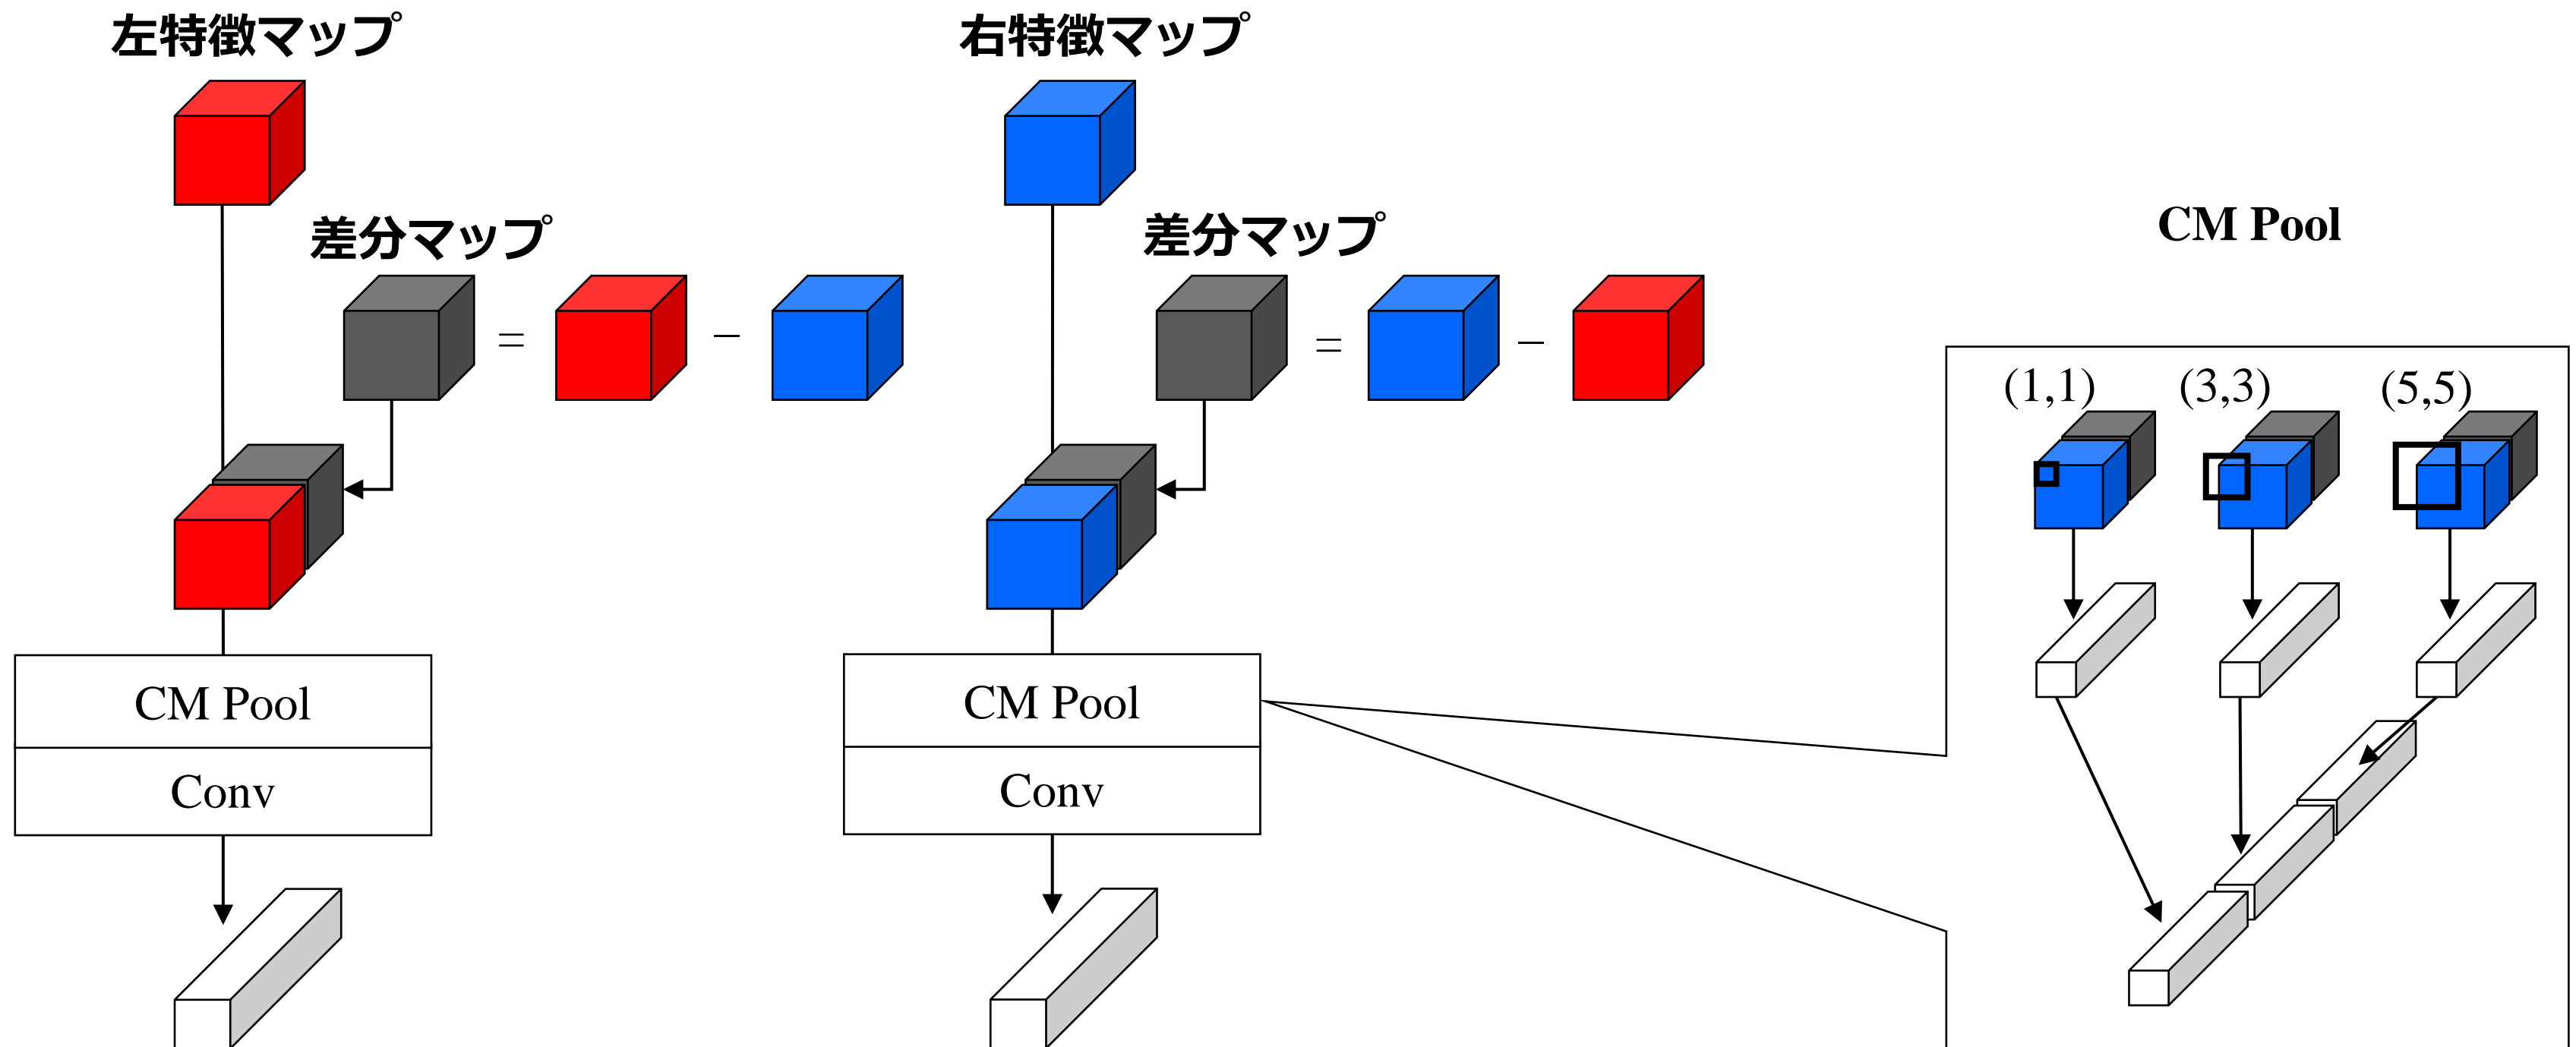 左特徴マップ
右特徴マップ
差分マップ
=
−
差分マップ
=
−
CM Pool
(1,1)
(3,3)
(5,5)
CM Pool
Conv
CM Pool
Conv